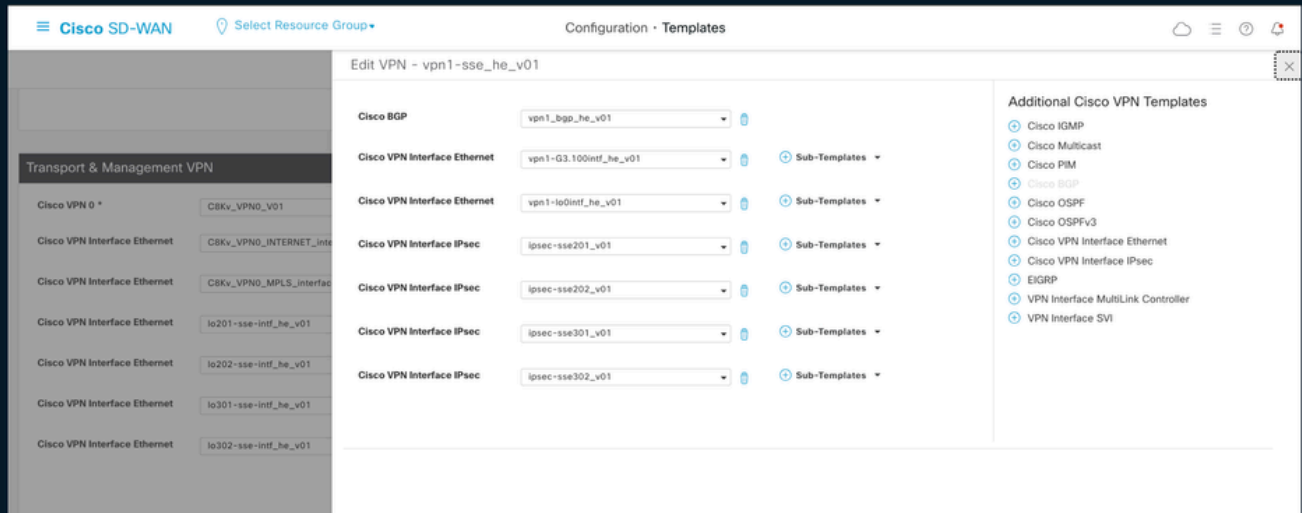 Cisco SD-WAN
Select Resource Group
Configuration · Templates
Edit VPN - vpn1-sse_he_v01
Transport & Management VPN
Cisco VPN 0 * C8Kv_VPN0_V01
Cisco VPN Interface Ethernet C8Kv_VPN0_INTERNET_inte
Cisco VPN Interface Ethernet C8Kv_VPN0_MPLS_interfac
Cisco VPN Interface Ethernet lo201-sse-intf_he_v01
Cisco VPN Interface Ethernet lo202-sse-intf_he_v01
Cisco VPN Interface Ethernet lo301-sse-intf_he_v01
Cisco VPN Interface Ethernet lo302-sse-intf_he_v01
Cisco BGP vpn1_bgp_he_v01
Cisco VPN Interface Ethernet vpn1-G3.100intf_he_v01 Sub-Templates
Cisco VPN Interface Ethernet vpn1-lo0intf_he_v01 Sub-Templates
Cisco VPN Interface IPsec ipsec-sse201_v01 Sub-Templates
Cisco VPN Interface IPsec ipsec-sse202_v01 Sub-Templates
Cisco VPN Interface IPsec ipsec-sse301_v01 Sub-Templates
Cisco VPN Interface IPsec ipsec-sse302_v01 Sub-Templates
Additional Cisco VPN Templates
Cisco IGMP
Cisco Multicast
Cisco PIM
Cisco BGP
Cisco OSPF
Cisco OSPFv3
Cisco VPN Interface Ethernet
Cisco VPN Interface IPsec
EIGRP
VPN Interface MultiLink Controller
VPN Interface SVI